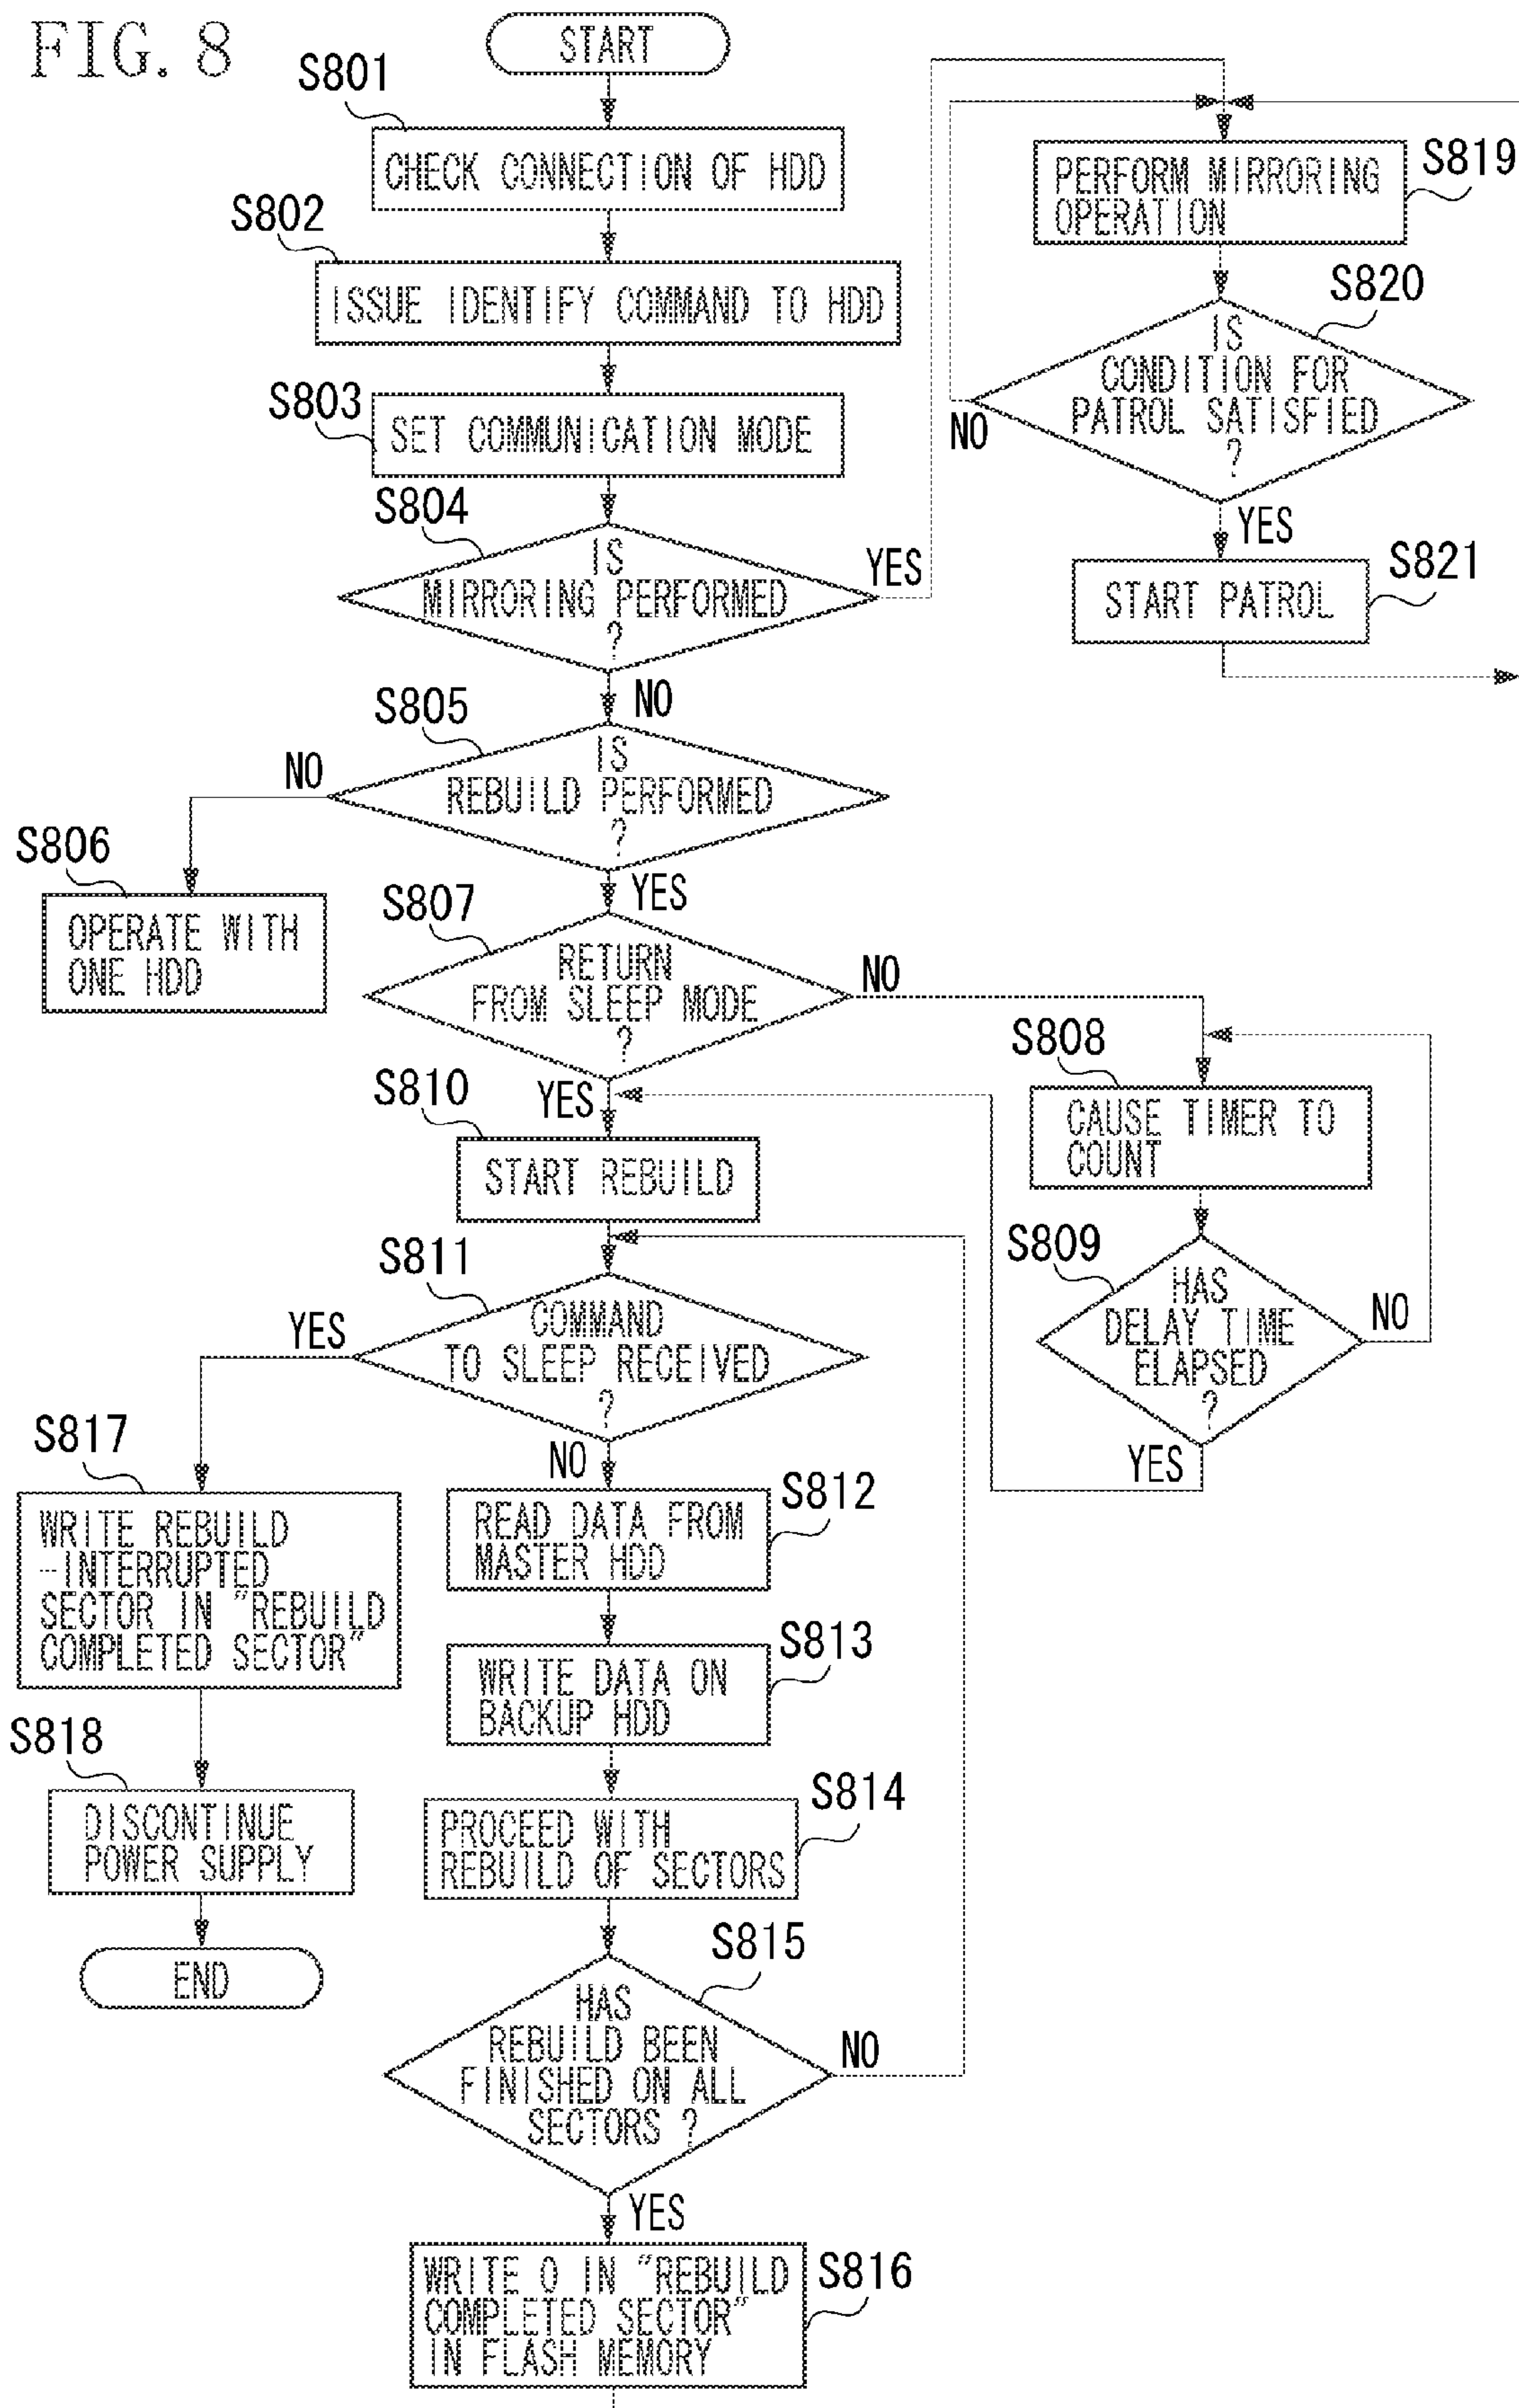 FIG. 8
START
S801
CHECK CONNECTION OF HDD
S802
ISSUE IDENTIFY COMMAND TO HDD
S803
SET COMMUNICATION MODE
S804
IS
MIRRORING PERFORMED
?
YES
NO
S805
IS
REBUILD PERFORMED
?
NO
YES
S806
OPERATE WITH
ONE HDD
S807
RETURN
FROM SLEEP MODE
?
NO
YES
S808
CAUSE TIMER TO
COUNT
S809
HAS
DELAY TIME
ELAPSED
?
NO
YES
S810
START REBUILD
S811
COMMAND
TO SLEEP RECEIVED
?
YES
NO
S812
READ DATA FROM
MASTER HDD
S813
WRITE DATA ON
BACKUP HDD
S814
PROCEED WITH
REBUILD OF SECTORS
S815
HAS
REBUILD BEEN
FINISHED ON ALL
SECTORS ?
NO
YES
S816
WRITE 0 IN "REBUILD
COMPLETED SECTOR"
IN FLASH MEMORY
S817
WRITE REBUILD
-INTERRUPTED
SECTOR IN "REBUILD
COMPLETED SECTOR"
S818
DISCONTINUE
POWER SUPPLY
END
S819
PERFORM MIRRORING
OPERATION
S820
IS
CONDITION FOR
PATROL SATISFIED
?
NO
YES
S821
START PATROL